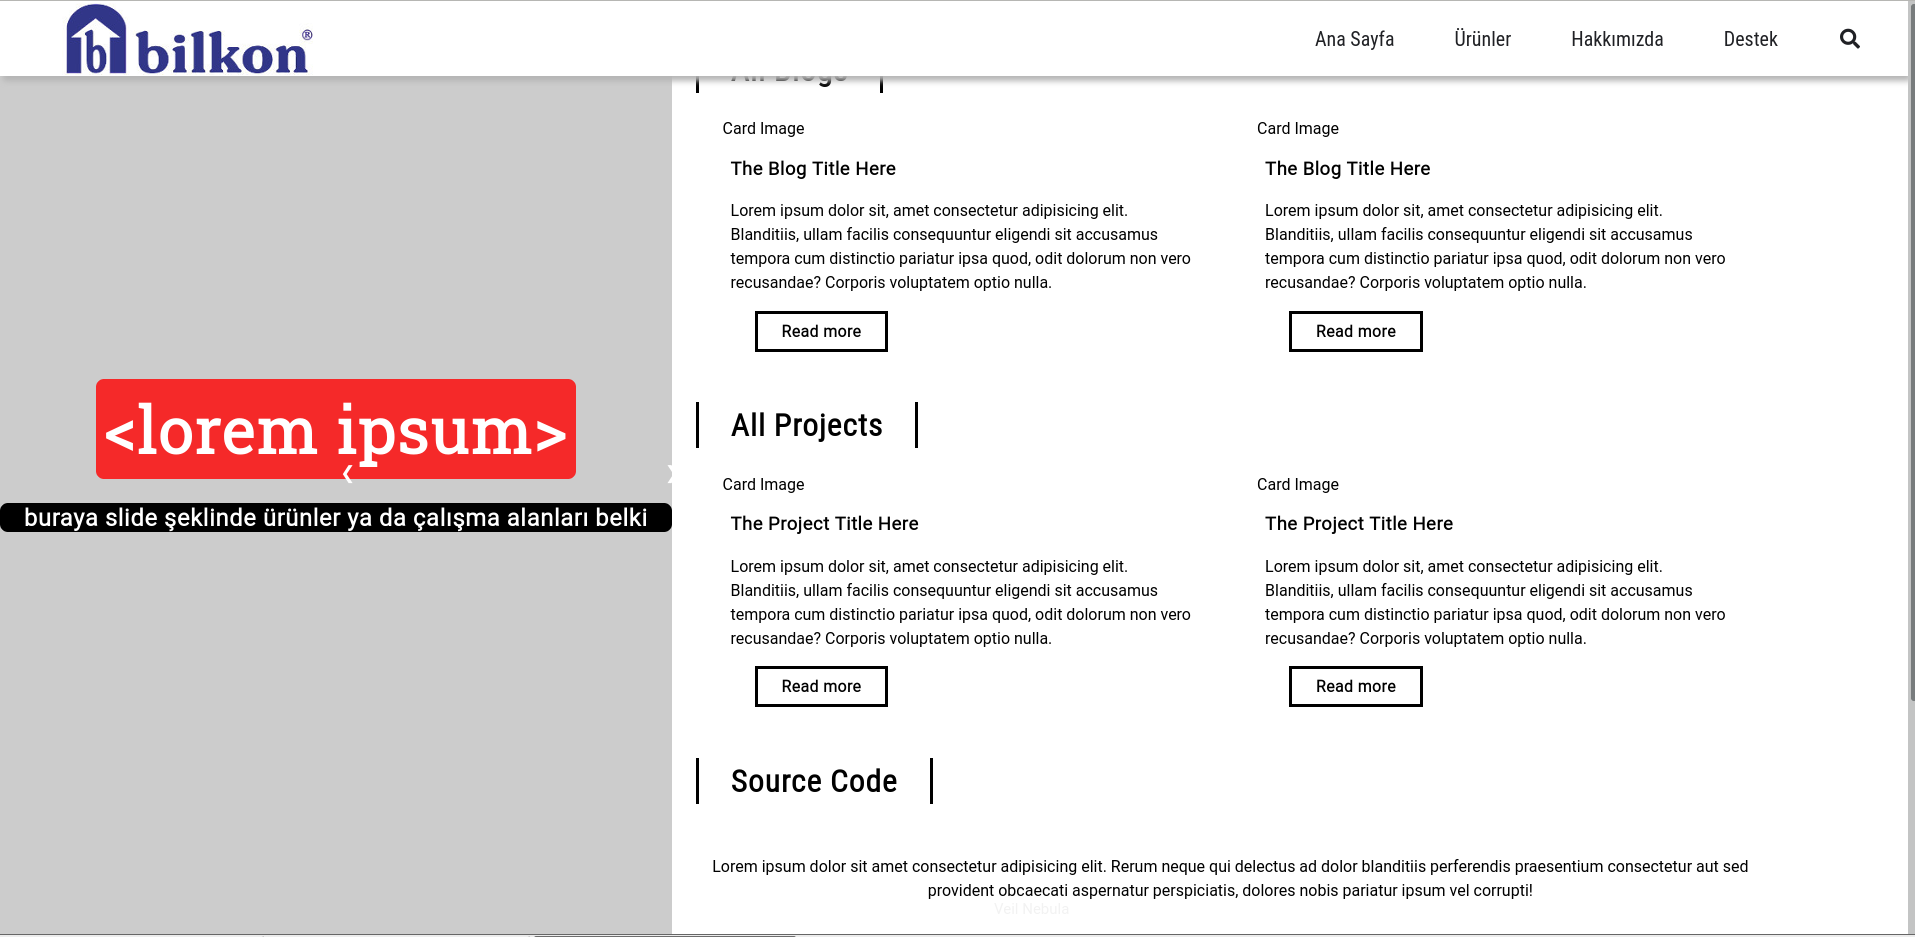 bilkon®
Ana Sayfa
Ürünler
Hakkımızda
Destek
<lorem ipsum>
❮
❯
buraya slide şeklinde ürünler ya da çalışma alanları belki
All Blogs
Card Image
The Blog Title Here
Lorem ipsum dolor sit, amet consectetur adipisicing elit.
Blanditiis, ullam facilis consequuntur eligendi sit accusamus
tempora cum distinctio pariatur ipsa quod, odit dolorum non vero
recusandae? Corporis voluptatem optio nulla.
Read more
Card Image
The Blog Title Here
Lorem ipsum dolor sit, amet consectetur adipisicing elit.
Blanditiis, ullam facilis consequuntur eligendi sit accusamus
tempora cum distinctio pariatur ipsa quod, odit dolorum non vero
recusandae? Corporis voluptatem optio nulla.
Read more
All Projects
Card Image
The Project Title Here
Lorem ipsum dolor sit, amet consectetur adipisicing elit.
Blanditiis, ullam facilis consequuntur eligendi sit accusamus
tempora cum distinctio pariatur ipsa quod, odit dolorum non vero
recusandae? Corporis voluptatem optio nulla.
Read more
Card Image
The Project Title Here
Lorem ipsum dolor sit, amet consectetur adipisicing elit.
Blanditiis, ullam facilis consequuntur eligendi sit accusamus
tempora cum distinctio pariatur ipsa quod, odit dolorum non vero
recusandae? Corporis voluptatem optio nulla.
Read more
Source Code
Lorem ipsum dolor sit amet consectetur adipisicing elit. Rerum neque qui delectus ad dolor blanditiis perferendis praesentium consectetur aut sed
provident obcaecati aspernatur perspiciatis, dolores nobis pariatur ipsum vel corrupti!
Veil Nebula